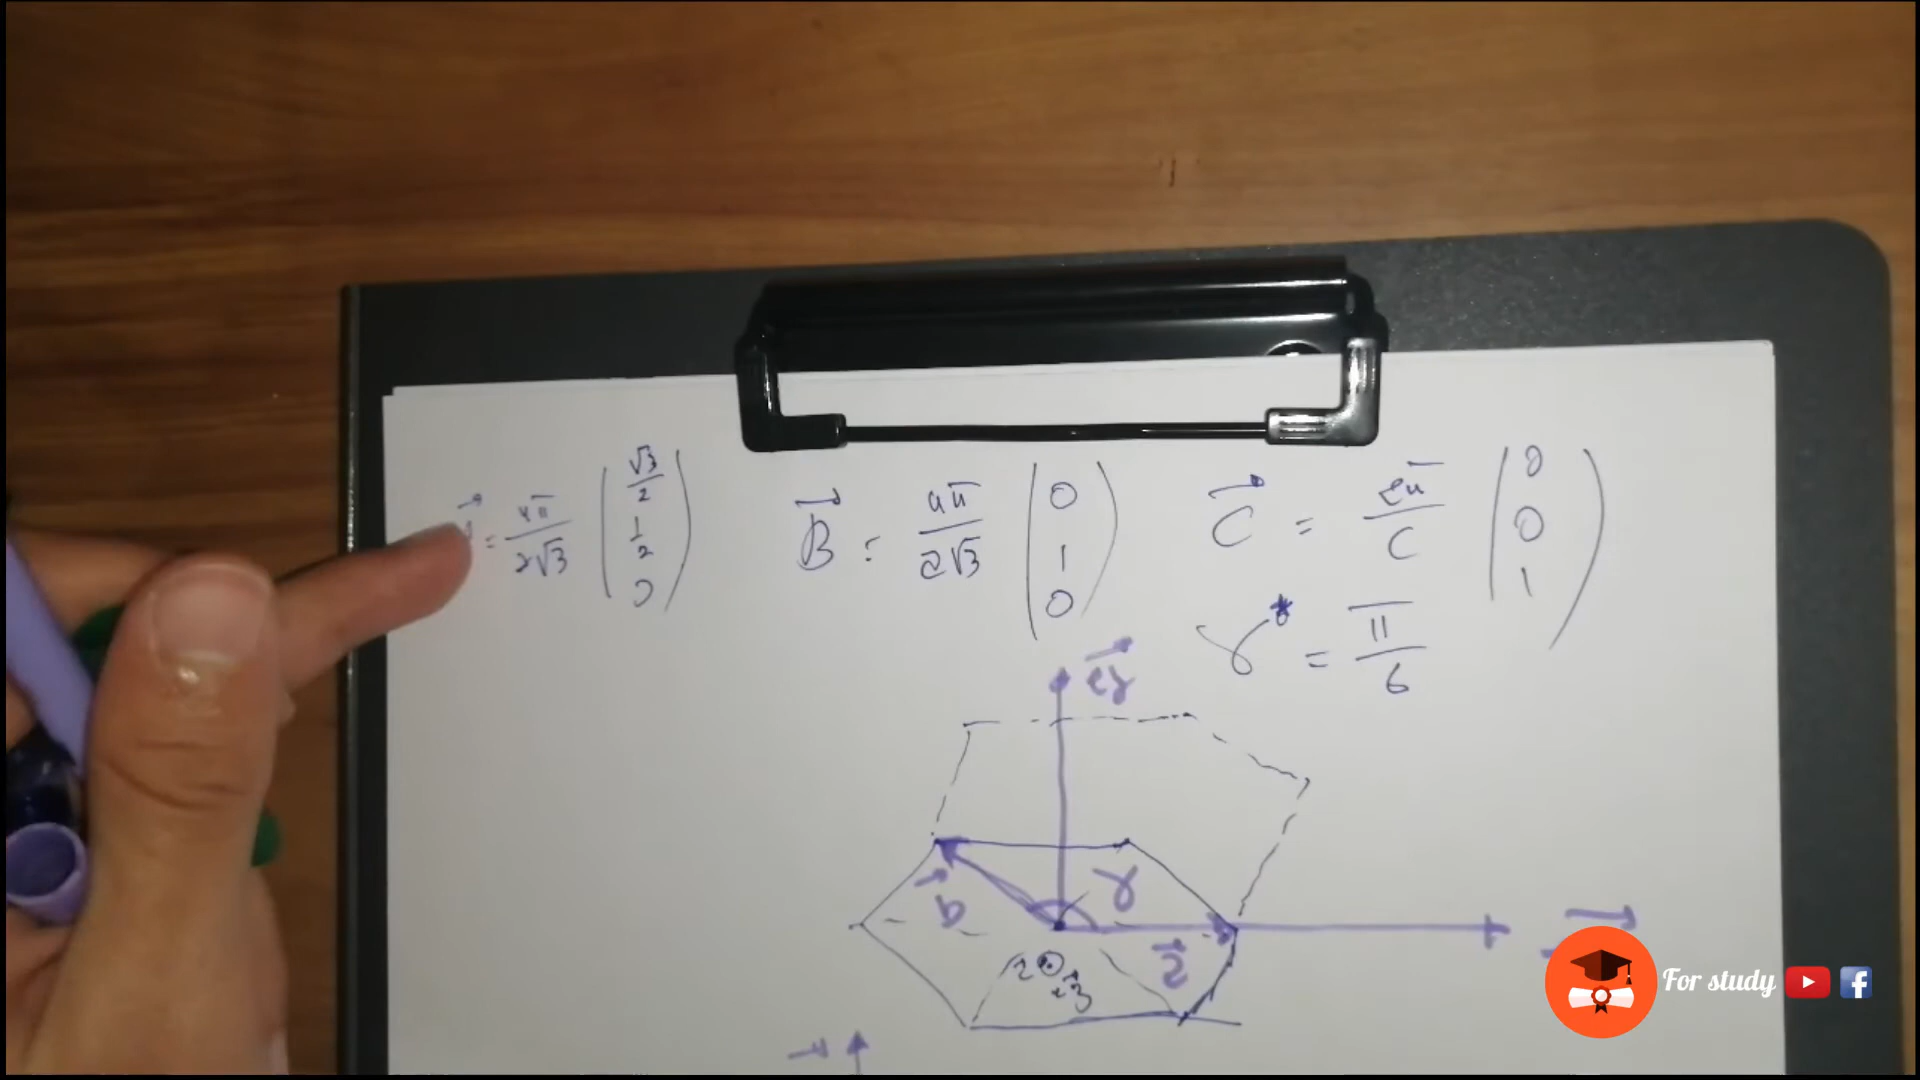 = 4π / 2√3 ( √3/2 1/2 0 )
B⃗ = 4π / 2√3 ( 0 1 0 )
C⃗ = 2π / C ( 0 0 1 )
γ* = π / 6
e⃗y
b⃗
γ
a⃗
For study